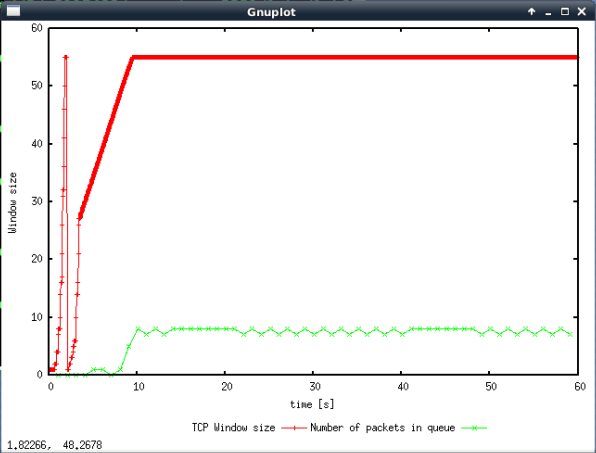 Gnuplot
60
50
40
30
20
10
0
Window size
0 10 20 30 40 50 60
time [s]
TCP Window size Number of packets in queue
1.82266, 48.2678